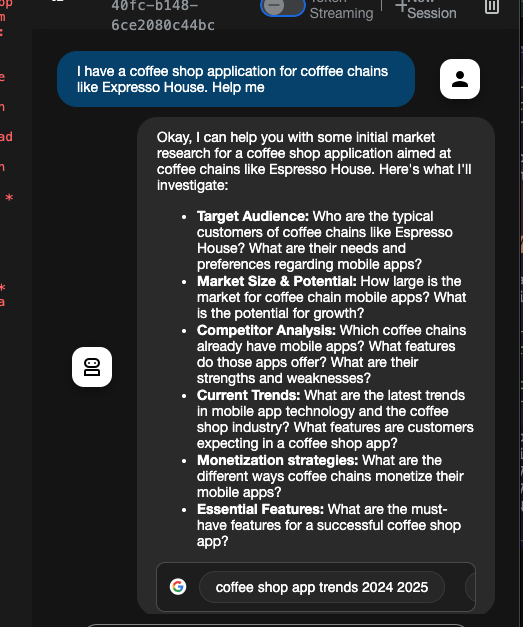 40fc-b148-
6ce2080c44bc
Streaming
Session
I have a coffee shop application for cofffee chains
like Expresso House. Help me
Okay, I can help you with some initial market
research for a coffee shop application aimed at
coffee chains like Espresso House. Here's what I'll
investigate:
• Target Audience: Who are the typical
customers of coffee chains like Espresso
House? What are their needs and
preferences regarding mobile apps?
• Market Size & Potential: How large is the
market for coffee chain mobile apps? What
is the potential for growth?
• Competitor Analysis: Which coffee chains
already have mobile apps? What features
do those apps offer? What are their
strengths and weaknesses?
• Current Trends: What are the latest trends
in mobile app technology and the coffee
shop industry? What features are customers
expecting in a coffee shop app?
• Monetization strategies: What are the
different ways coffee chains monetize their
mobile apps?
• Essential Features: What are the must-
have features for a successful coffee shop
app?
coffee shop app trends 2024 2025